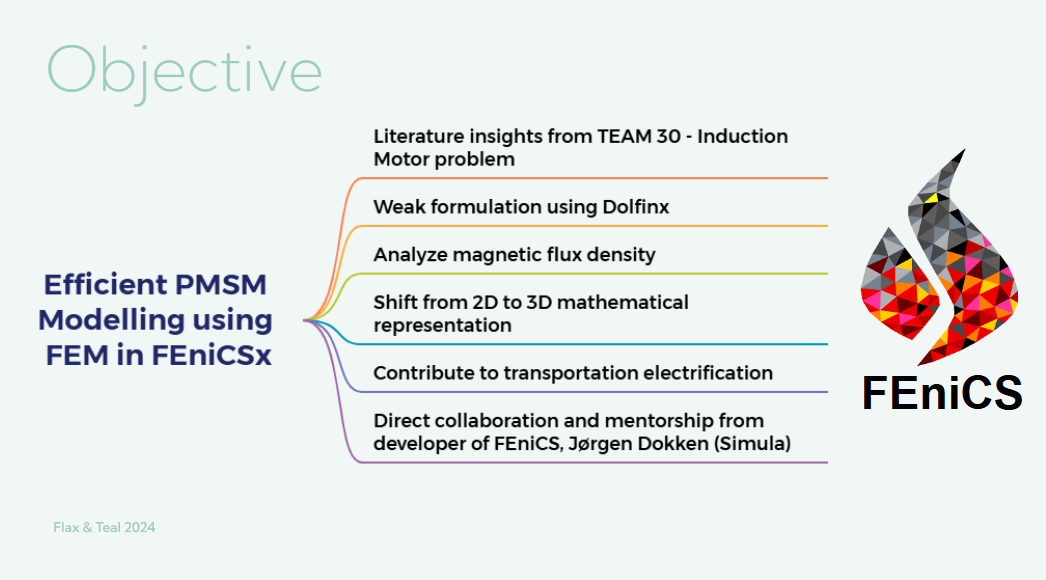 Objective
Efficient PMSM
Modelling using
FEM in FEniCSx
Literature insights from TEAM 30 - Induction
Motor problem
Weak formulation using Dolfinx
Analyze magnetic flux density
Shift from 2D to 3D mathematical
representation
Contribute to transportation electrification
Direct collaboration and mentorship from
developer of FEniCS, Jørgen Dokken (Simula)
FEniCS
Flax & Teal 2024